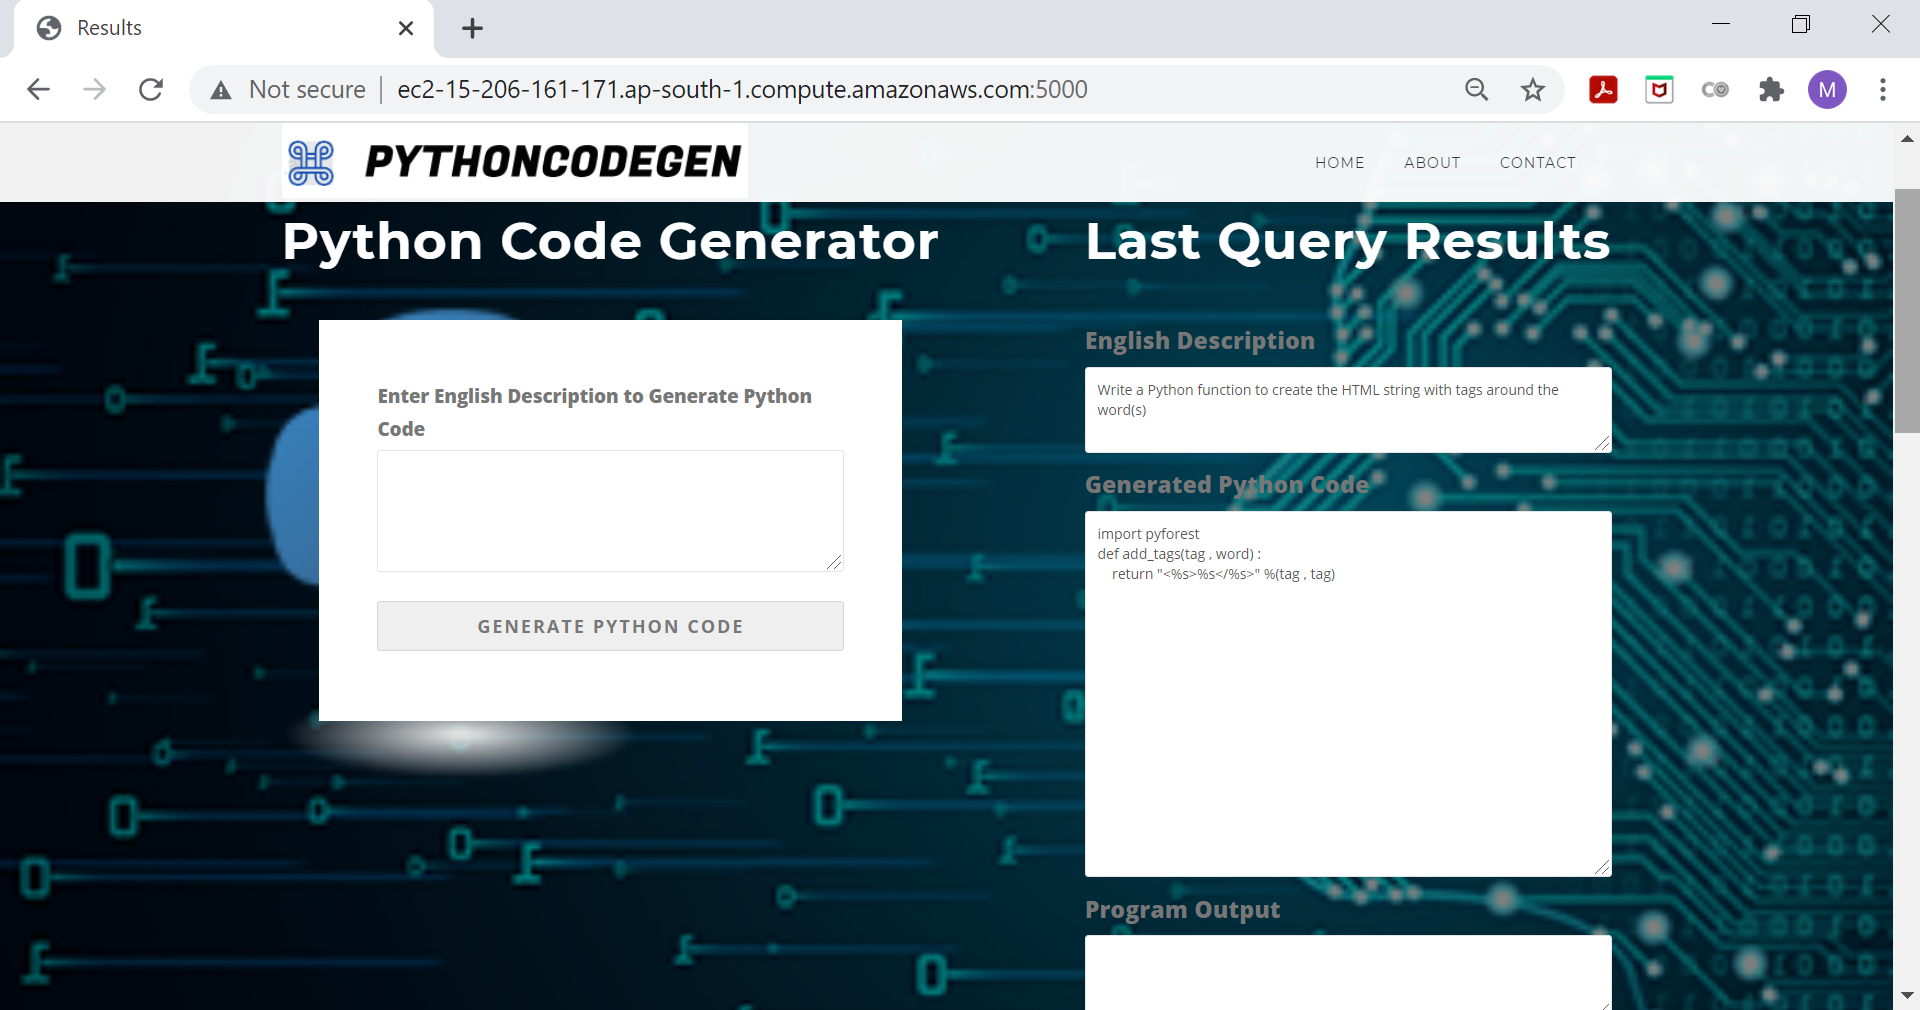 Results
Not secure
ec2-15-206-161-171.ap-south-1.compute.amazonaws.com:5000
M
PYTHONCODEGEN
HOME
ABOUT
CONTACT
Python Code Generator
Enter English Description to Generate Python
Code
GENERATE PYTHON CODE
Last Query Results
English Description
Write a Python function to create the HTML string with tags around the
word(s)
Generated Python Code
import pyforest
def add_tags(tag , word) :
    return "<%s>%s</%s>" %(tag , tag)
Program Output